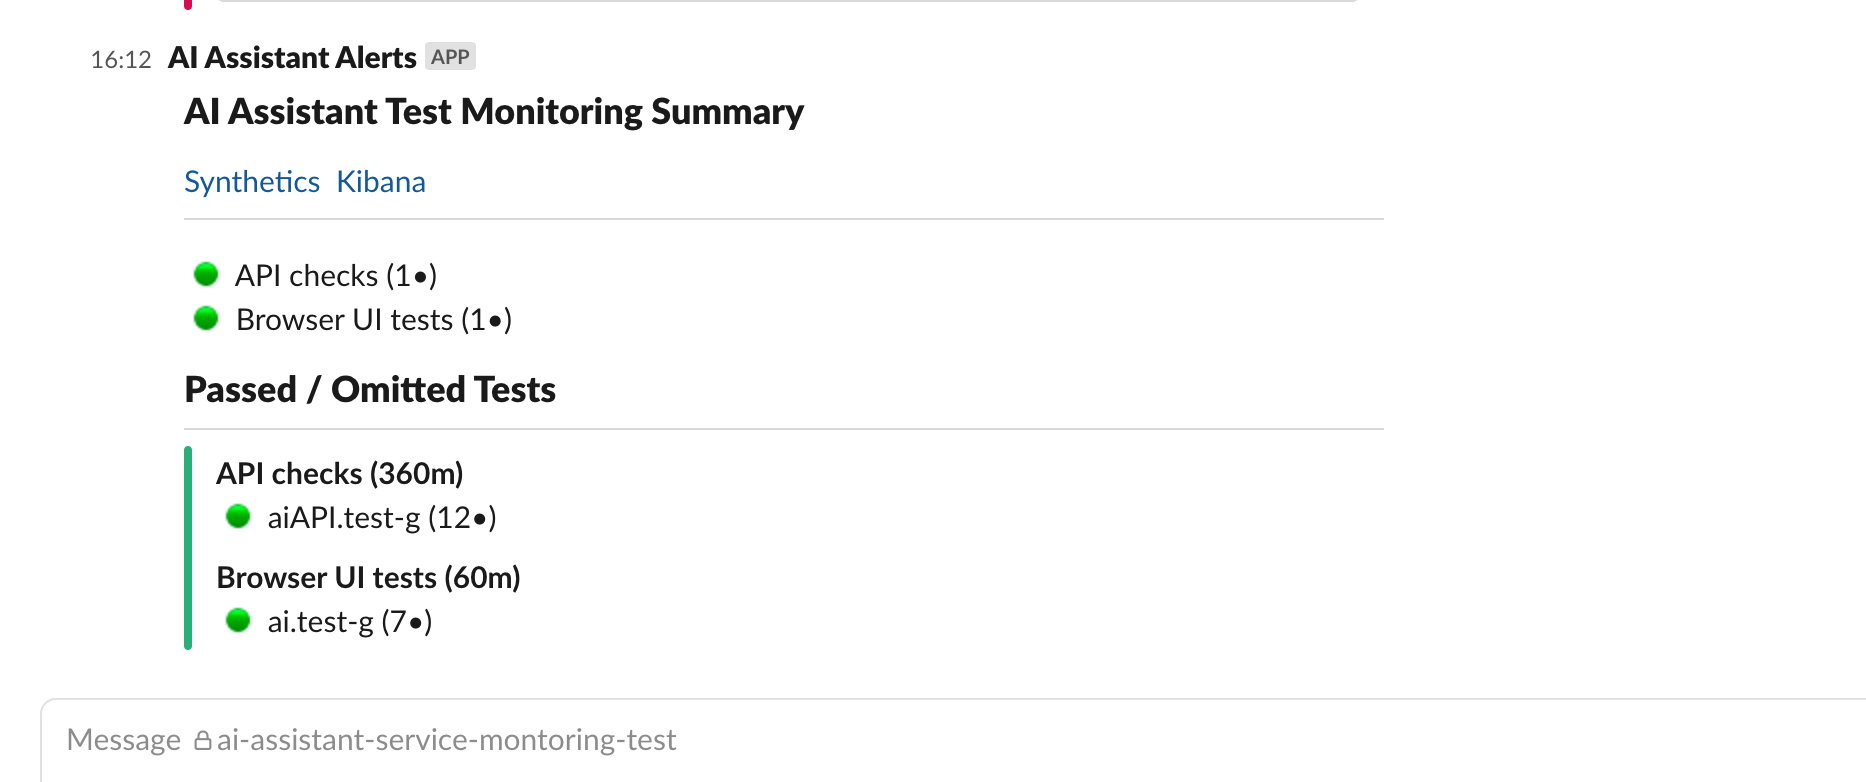 16:12 AI Assistant Alerts APP
AI Assistant Test Monitoring Summary
Synthetics Kibana
API checks (1•)
Browser UI tests (1•)
Passed / Omitted Tests
API checks (360m)
aiAPI.test-g (12•)
Browser UI tests (60m)
ai.test-g (7•)
Message ai-assistant-service-montoring-test